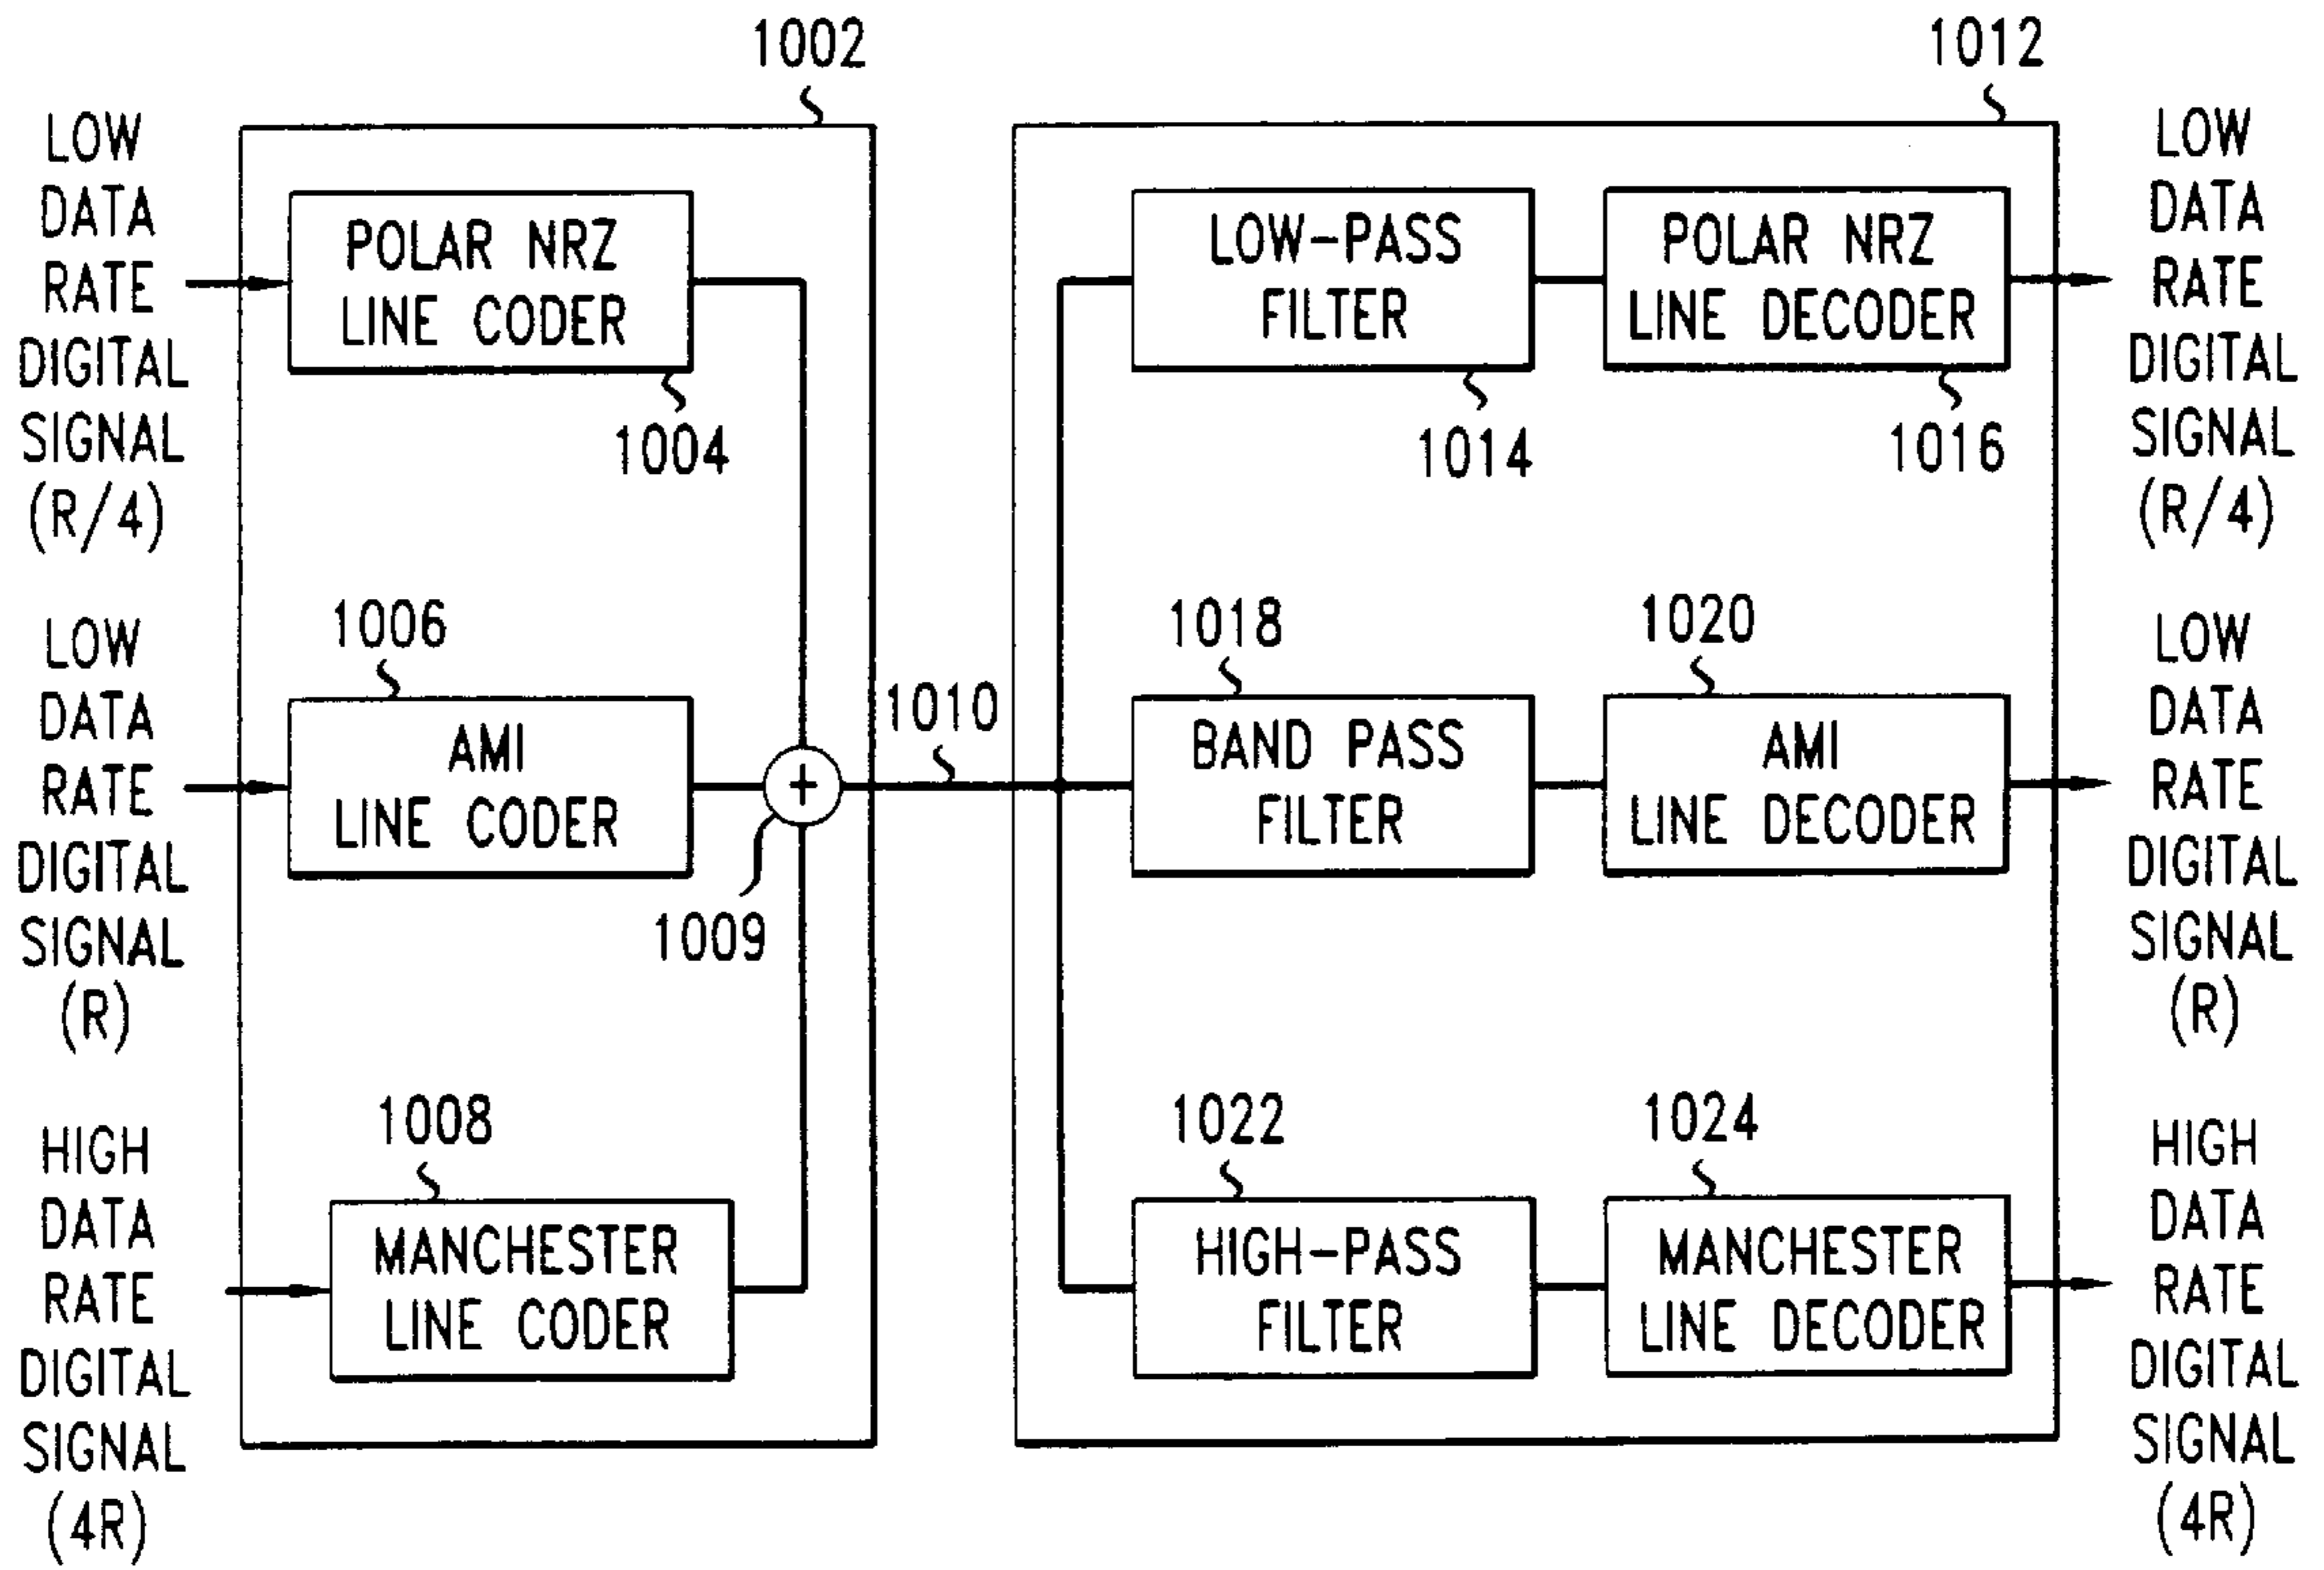 1002
1012
LOW
DATA
RATE
DIGITAL
SIGNAL
(R/4)
POLAR NRZ
LINE CODER
1004
LOW-PASS
FILTER
1014
POLAR NRZ
LINE DECODER
1016
LOW
DATA
RATE
DIGITAL
SIGNAL
(R/4)
LOW
DATA
RATE
DIGITAL
SIGNAL
(R)
1006
AMI
LINE CODER
+
1009
1010
1018
BAND PASS
FILTER
1020
AMI
LINE DECODER
LOW
DATA
RATE
DIGITAL
SIGNAL
(R)
HIGH
DATA
RATE
DIGITAL
SIGNAL
(4R)
1008
MANCHESTER
LINE CODER
1022
HIGH-PASS
FILTER
1024
MANCHESTER
LINE DECODER
HIGH
DATA
RATE
DIGITAL
SIGNAL
(4R)